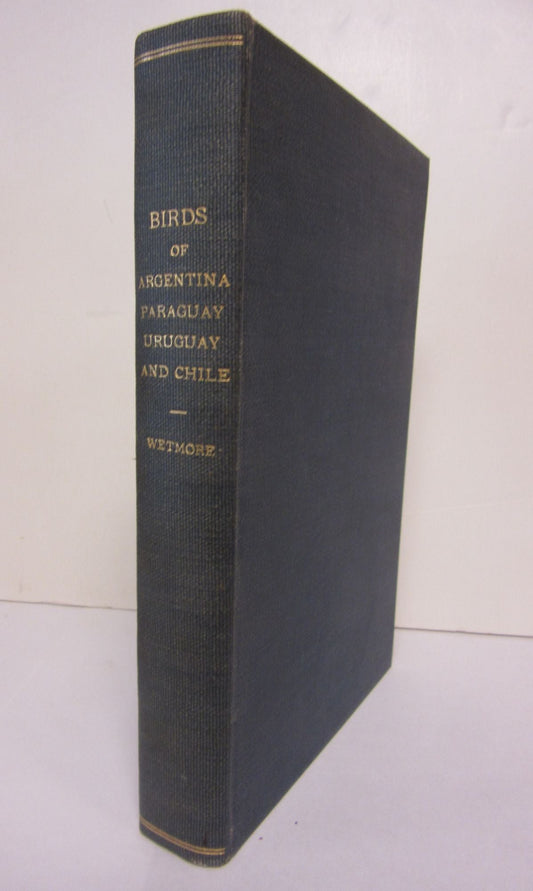 BIRDS
OF
ARGENTINA
PARAGUAY
URUGUAY
AND CHILE
—
WETMORE